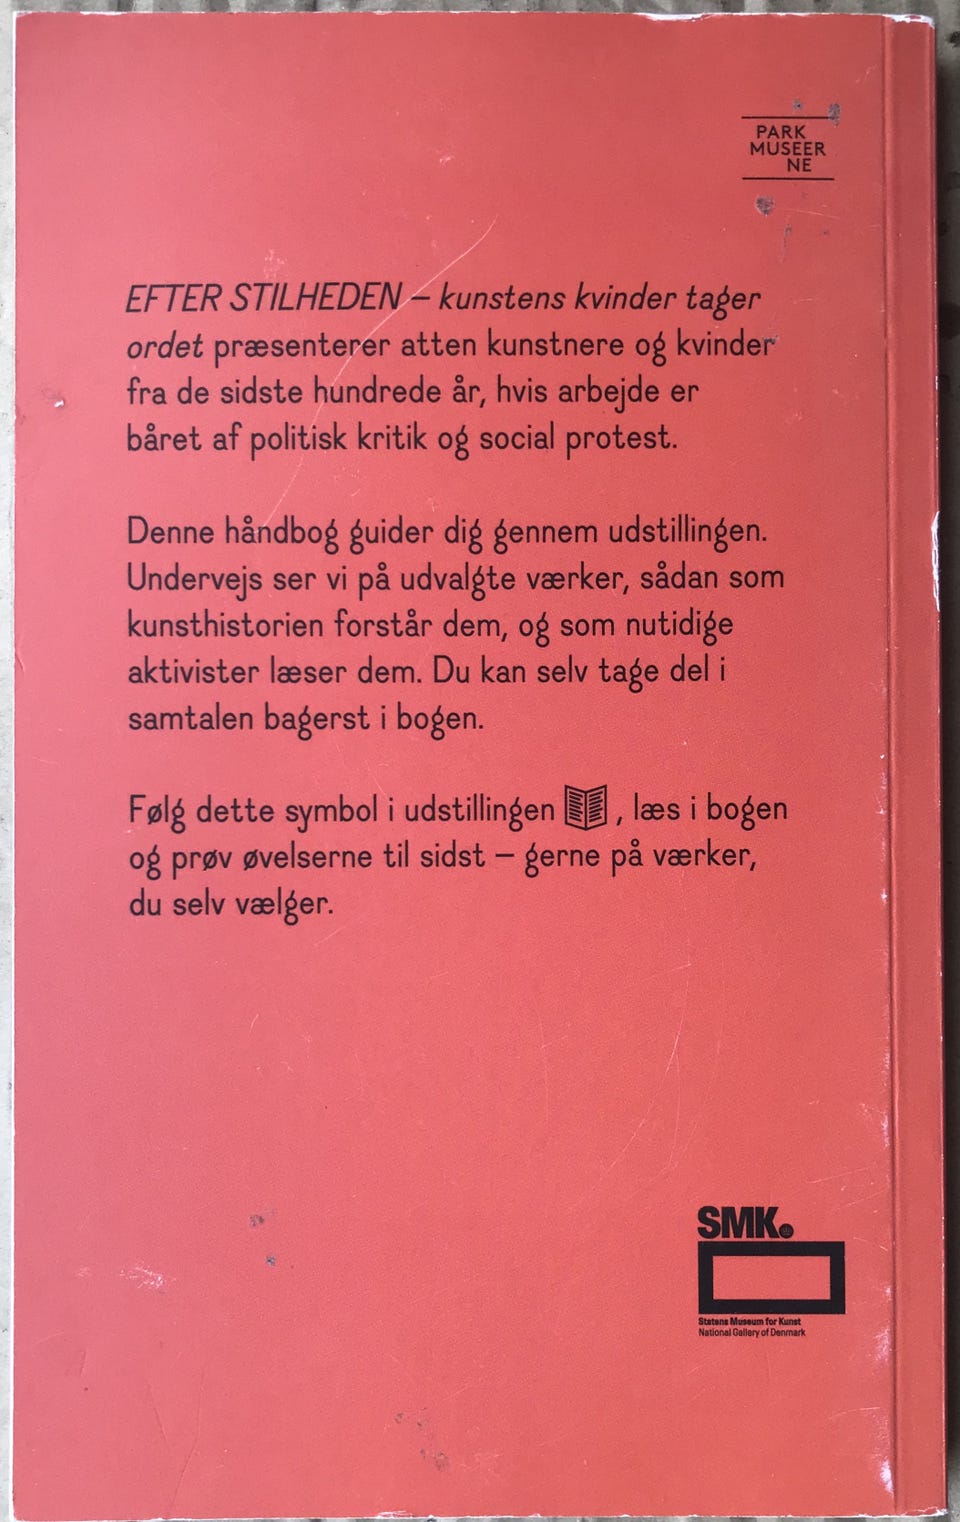 PARK
MUSEER
NE
EFTER STILHEDEN – kunstens kvinder tager
ordet præsenterer atten kunstnere og kvinder
fra de sidste hundrede år, hvis arbejde er
båret af politisk kritik og social protest.
Denne håndbog guider dig gennem udstillingen.
Undervejs ser vi på udvalgte værker, sådan som
kunsthistorien forstår dem, og som nutidige
aktivister læser dem. Du kan selv tage del i
samtalen bagerst i bogen.
Følg dette symbol i udstillingen , læs i bogen
og prøv øvelserne til sidst – gerne på værker,
du selv vælger.
SMK.
Statens Museum for Kunst
National Gallery of Denmark